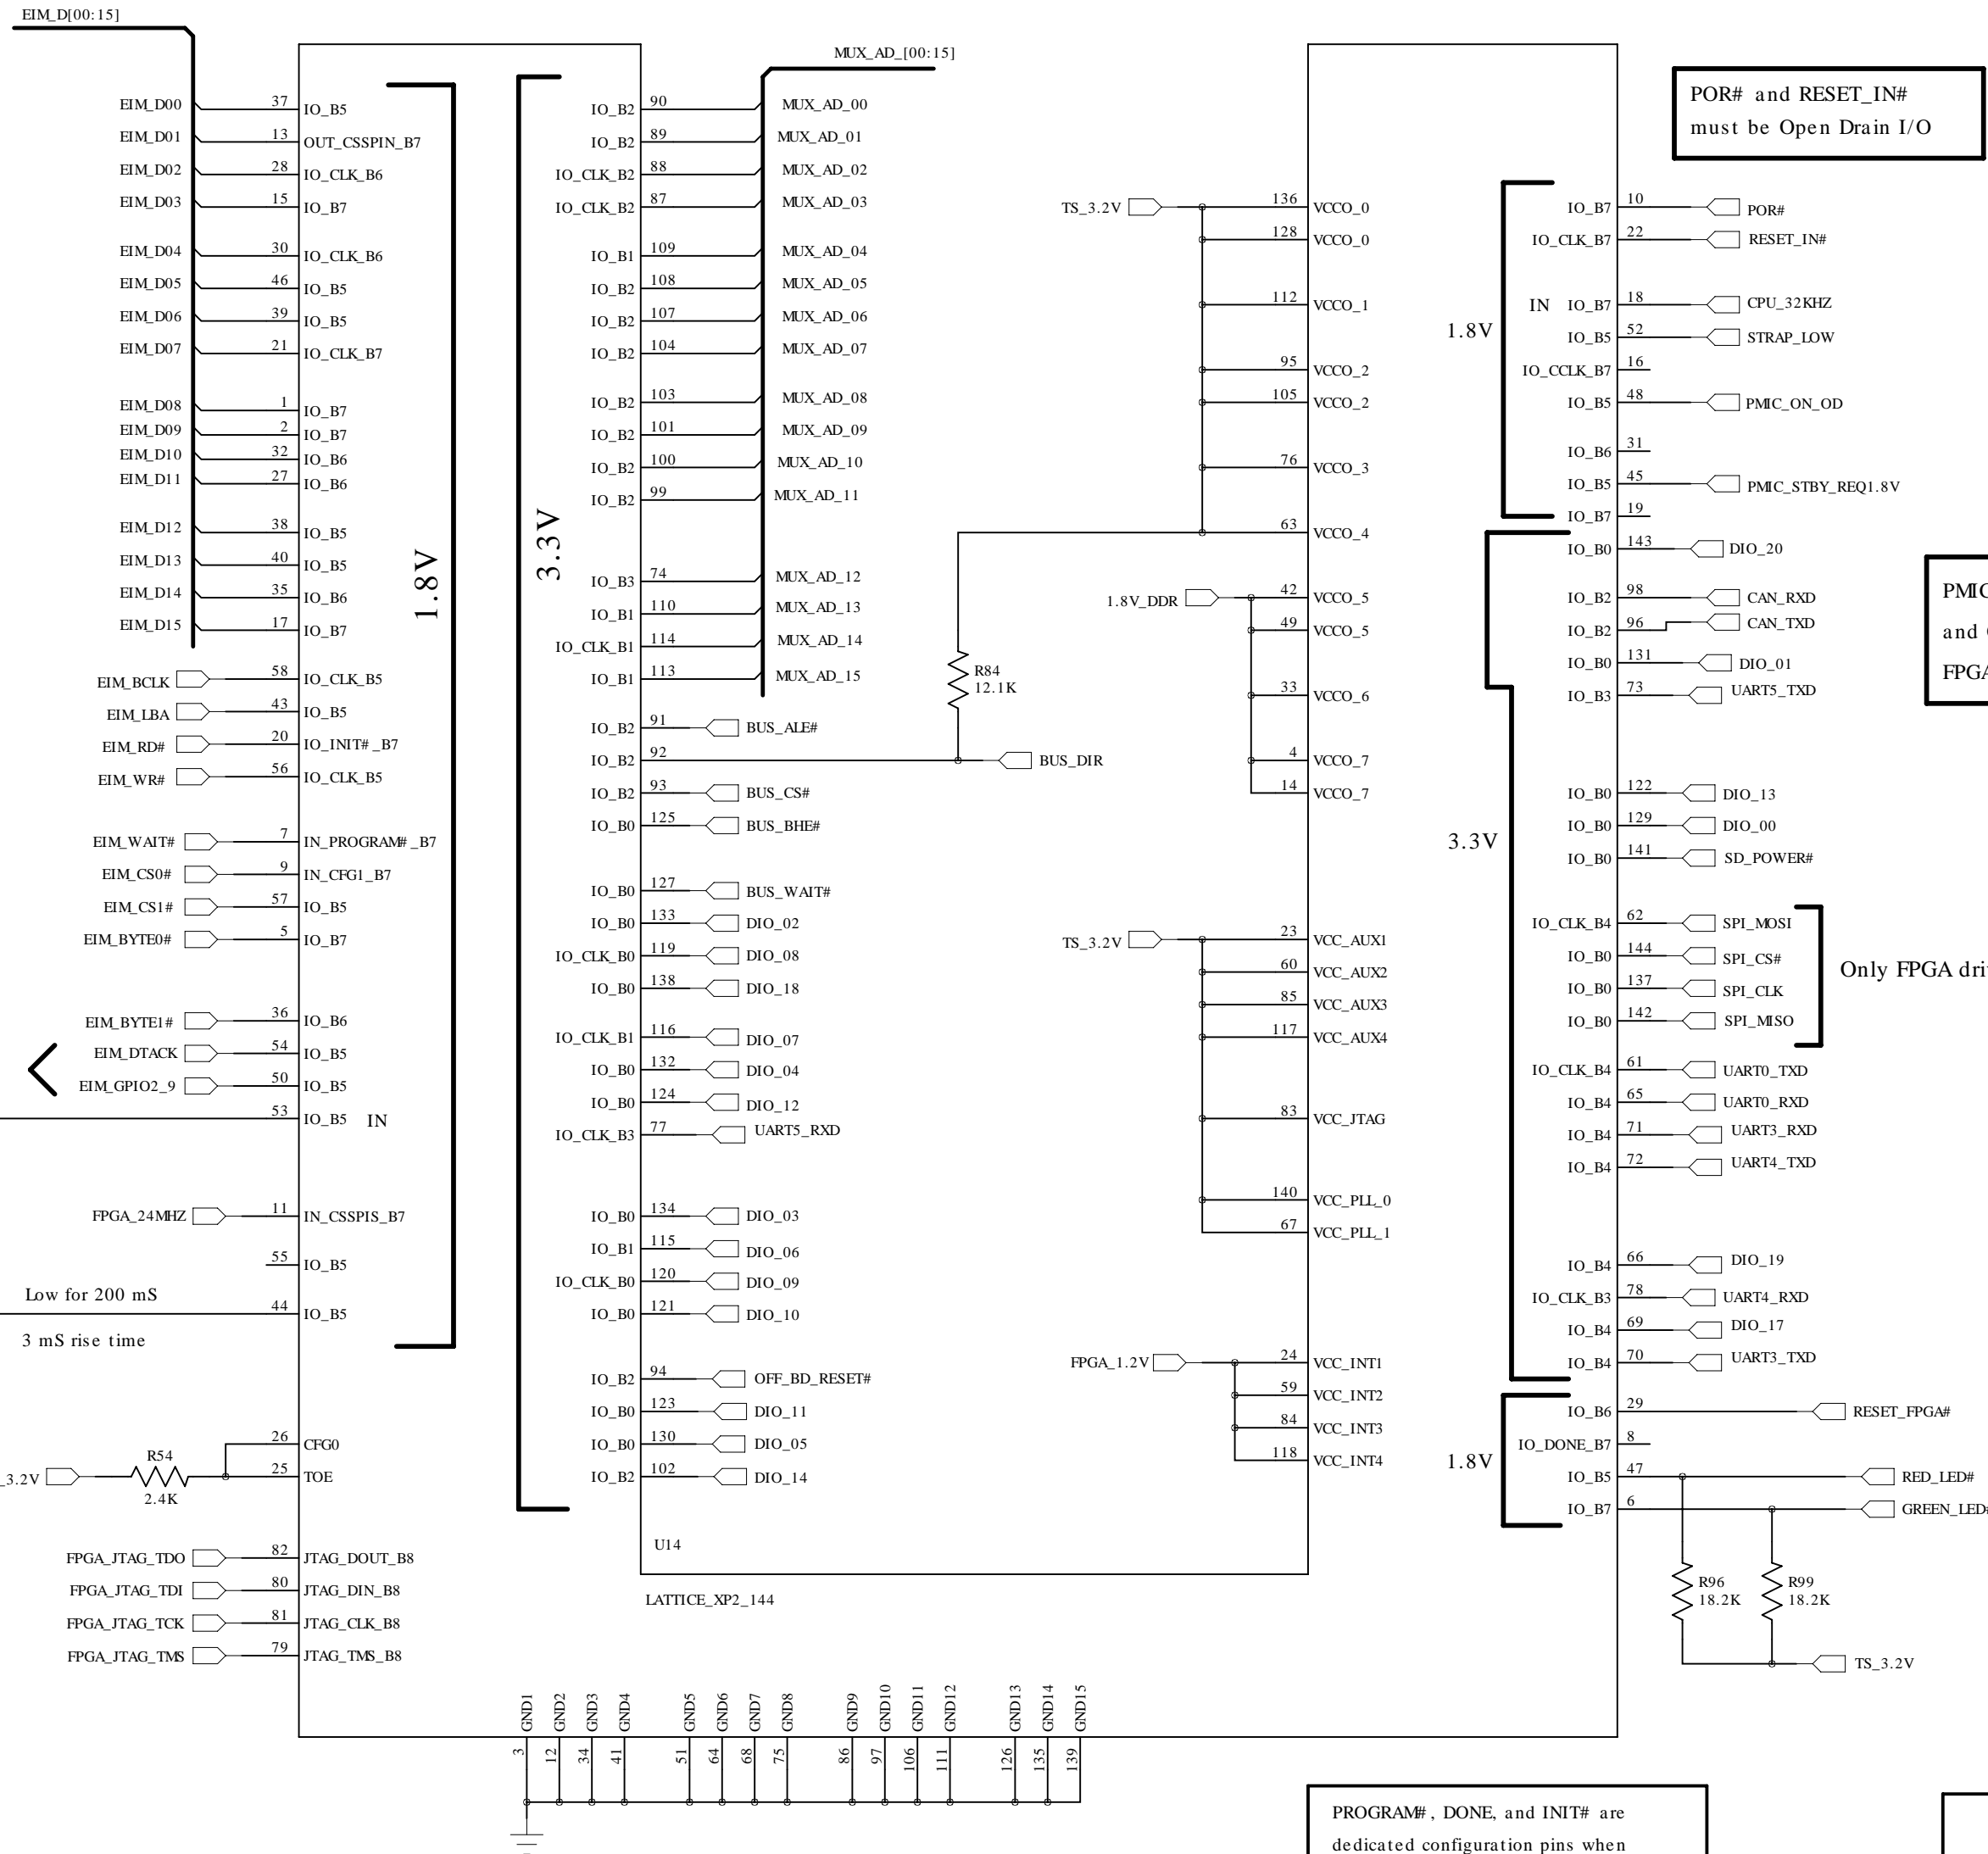 EIM_D[00:15]
MUX_AD_[00:15]
POR# and RESET_IN#
must be Open Drain I/O
EIM_D00 37 IO_B5
EIM_D01 13 OUT_CSSPIN_B7
EIM_D02 28 IO_CLK_B6
EIM_D03 15 IO_B7
EIM_D04 30 IO_CLK_B6
EIM_D05 46 IO_B5
EIM_D06 39 IO_B5
EIM_D07 21 IO_CLK_B7
EIM_D08 1 IO_B7
EIM_D09 2 IO_B7
EIM_D10 32 IO_B6
EIM_D11 27 IO_B6
EIM_D12 38 IO_B5
EIM_D13 40 IO_B5
EIM_D14 35 IO_B6
EIM_D15 17 IO_B7
EIM_BCLK 58 IO_CLK_B5
EIM_LBA 43 IO_B5
EIM_RD# 20 IO_INIT#_B7
EIM_WR# 56 IO_CLK_B5
EIM_WAIT# 7 IN_PROGRAM#_B7
EIM_CS0# 9 IN_CFG1_B7
EIM_CS1# 57 IO_B5
EIM_BYTE0# 5 IO_B7
EIM_BYTE1# 36 IO_B6
EIM_DTACK 54 IO_B5
EIM_GPIO2_9 50 IO_B5
53 IO_B5 IN
FPGA_24MHZ 11 IN_CSSPIS_B7
55 IO_B5
Low for 200 mS
44 IO_B5
3 mS rise time
26 CFG0
_3.2V R54 2.4K 25 TOE
FPGA_JTAG_TDO 82 JTAG_DOUT_B8
FPGA_JTAG_TDI 80 JTAG_DIN_B8
FPGA_JTAG_TCK 81 JTAG_CLK_B8
FPGA_JTAG_TMS 79 JTAG_TMS_B8
1.8V
3.3V
IO_B2 90 MUX_AD_00
IO_B2 89 MUX_AD_01
IO_CLK_B2 88 MUX_AD_02
IO_CLK_B2 87 MUX_AD_03
IO_B1 109 MUX_AD_04
IO_B2 108 MUX_AD_05
IO_B2 107 MUX_AD_06
IO_B2 104 MUX_AD_07
IO_B2 103 MUX_AD_08
IO_B2 101 MUX_AD_09
IO_B2 100 MUX_AD_10
IO_B2 99 MUX_AD_11
IO_B3 74 MUX_AD_12
IO_B1 110 MUX_AD_13
IO_CLK_B1 114 MUX_AD_14
IO_B1 113 MUX_AD_15
IO_B2 91 BUS_ALE#
IO_B2 92 BUS_DIR
R84
12.1K
IO_B2 93 BUS_CS#
IO_B0 125 BUS_BHE#
IO_B0 127 BUS_WAIT#
IO_B0 133 DIO_02
IO_CLK_B0 119 DIO_08
IO_B0 138 DIO_18
IO_CLK_B1 116 DIO_07
IO_B0 132 DIO_04
IO_B0 124 DIO_12
IO_CLK_B3 77 UART5_RXD
IO_B0 134 DIO_03
IO_B1 115 DIO_06
IO_CLK_B0 120 DIO_09
IO_B0 121 DIO_10
IO_B2 94 OFF_BD_RESET#
IO_B0 123 DIO_11
IO_B0 130 DIO_05
IO_B2 102 DIO_14
U14
LATTICE_XP2_144
TS_3.2V 136 VCCO_0
128 VCCO_0
112 VCCO_1
95 VCCO_2
105 VCCO_2
76 VCCO_3
63 VCCO_4
1.8V_DDR 42 VCCO_5
49 VCCO_5
33 VCCO_6
4 VCCO_7
14 VCCO_7
TS_3.2V 23 VCC_AUX1
60 VCC_AUX2
85 VCC_AUX3
117 VCC_AUX4
83 VCC_JTAG
140 VCC_PLL_0
67 VCC_PLL_1
FPGA_1.2V 24 VCC_INT1
59 VCC_INT2
84 VCC_INT3
118 VCC_INT4
1.8V
IO_B7 10 POR#
IO_CLK_B7 22 RESET_IN#
IN IO_B7 18 CPU_32KHZ
IO_B5 52 STRAP_LOW
IO_CCLK_B7 16
IO_B5 48 PMIC_ON_OD
IO_B6 31
IO_B5 45 PMIC_STBY_REQ1.8V
IO_B7 19
3.3V
IO_B0 143 DIO_20
IO_B2 98 CAN_RXD
IO_B2 96 CAN_TXD
IO_B0 131 DIO_01
IO_B3 73 UART5_TXD
IO_B0 122 DIO_13
IO_B0 129 DIO_00
IO_B0 141 SD_POWER#
IO_CLK_B4 62 SPI_MOSI
IO_B0 144 SPI_CS#
IO_B0 137 SPI_CLK
IO_B0 142 SPI_MISO
Only FPGA dri
IO_CLK_B4 61 UART0_TXD
IO_B4 65 UART0_RXD
IO_B4 71 UART3_RXD
IO_B4 72 UART4_TXD
IO_B4 66 DIO_19
IO_CLK_B3 78 UART4_RXD
IO_B4 69 DIO_17
IO_B4 70 UART3_TXD
1.8V
IO_B6 29 RESET_FPGA#
IO_DONE_B7 8
IO_B5 47 RED_LED#
IO_B7 6 GREEN_LED#
R96
18.2K
R99
18.2K
TS_3.2V
PMIC
and
FPGA
GND1 GND2 GND3 GND4 GND5 GND6 GND7 GND8 GND9 GND10 GND11 GND12 GND13 GND14 GND15
3 12 34 41 51 64 68 75 86 97 106 111 126 135 139
PROGRAM#, DONE, and INIT# are
dedicated configuration pins when